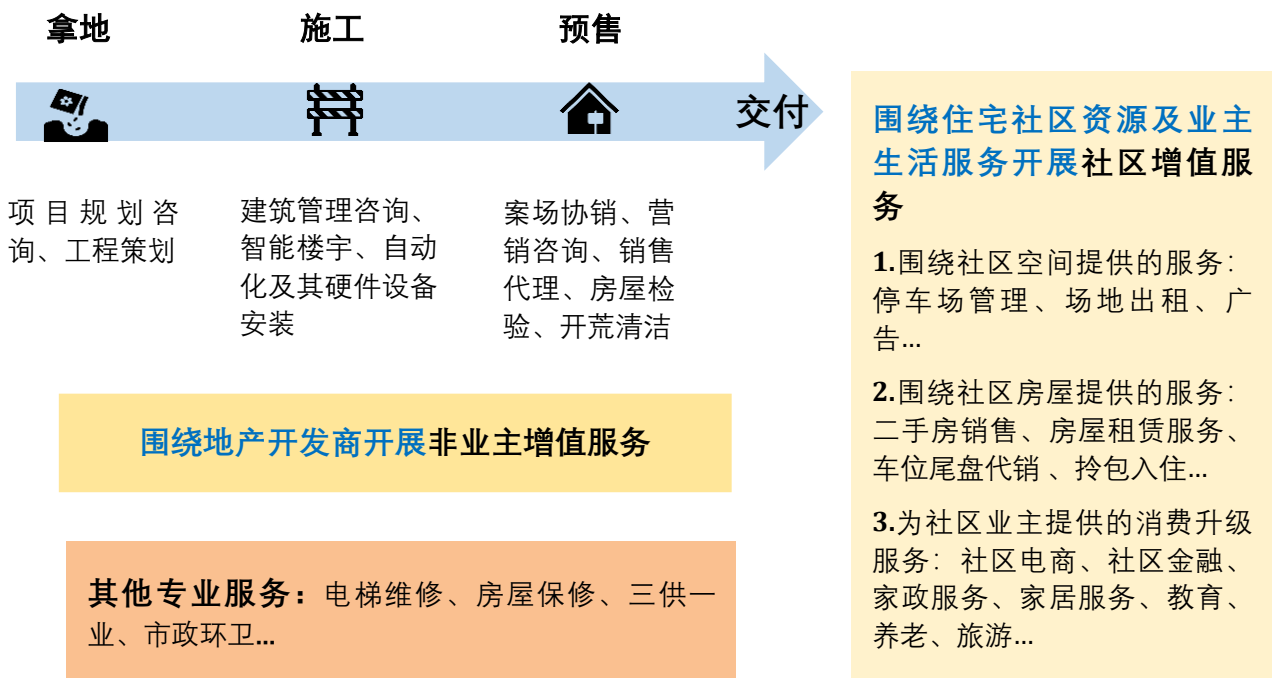 拿地
施工
预售
交付
项目规划咨
询、工程策划
建筑管理咨询、
智能楼宇、自动
化及其硬件设备
安装
案场协销、营
销咨询、销售
代理、房屋检
验、开荒清洁
围绕地产开发商开展非业主增值服务
其他专业服务：电梯维修、房屋保修、三供一
业、市政环卫...
围绕住宅社区资源及业主
生活服务开展社区增值服
务
1.围绕社区空间提供的服务：
停车场管理、场地出租、广
告...
2.围绕社区房屋提供的服务：
二手房销售、房屋租赁服务、
车位尾盘代销 、拎包入住...
3.为社区业主提供的消费升级
服务：社区电商、社区金融、
家政服务、家居服务、教育、
养老、旅游...